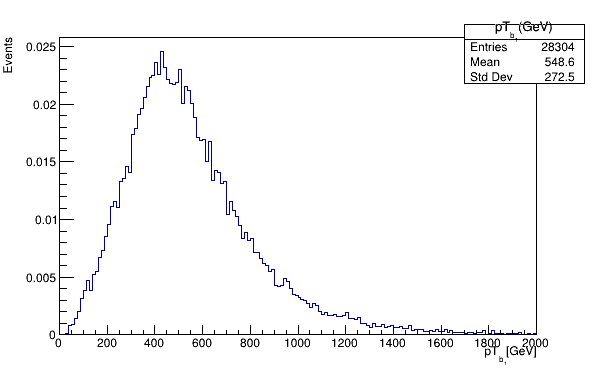 pT_b₁(GeV)
Entries 28304
Mean 548.6
Std Dev 272.5
Events
0.025
0.02
0.015
0.01
0.005
0
0 200 400 600 800 1000 1200 1400 1600 1800 2000
pT_b₁[GeV]